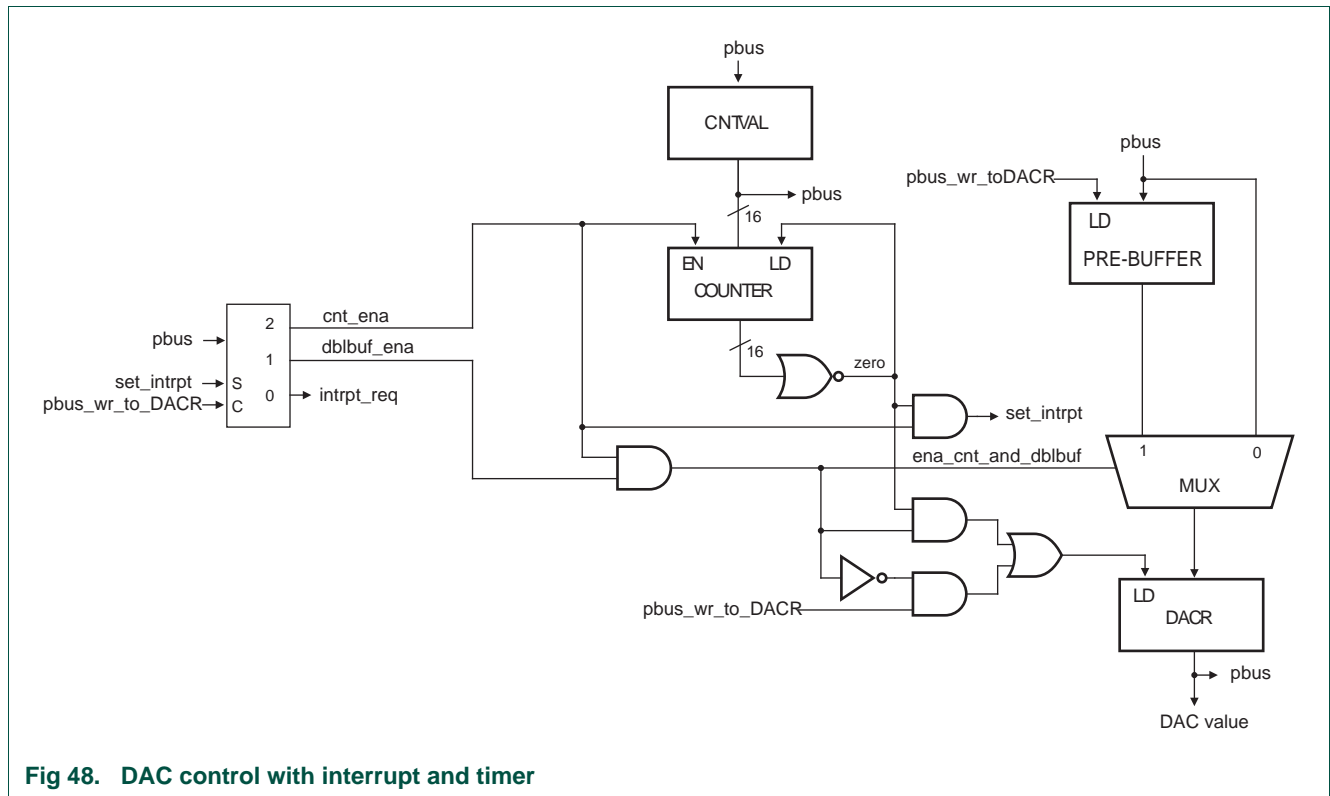 pbus
CNTVAL
pbus
16
pbus
pbus_wr_toDACR
LD
PRE-BUFFER
EN LD
COUNTER
2 cnt_ena
pbus
1 dblbuf_ena
set_intrpt S
0 intrpt_req
pbus_wr_to_DACR C
16
zero
set_intrpt
ena_cnt_and_dblbuf
1 0
MUX
pbus_wr_to_DACR
LD
DACR
pbus
DAC value
Fig 48. DAC control with interrupt and timer